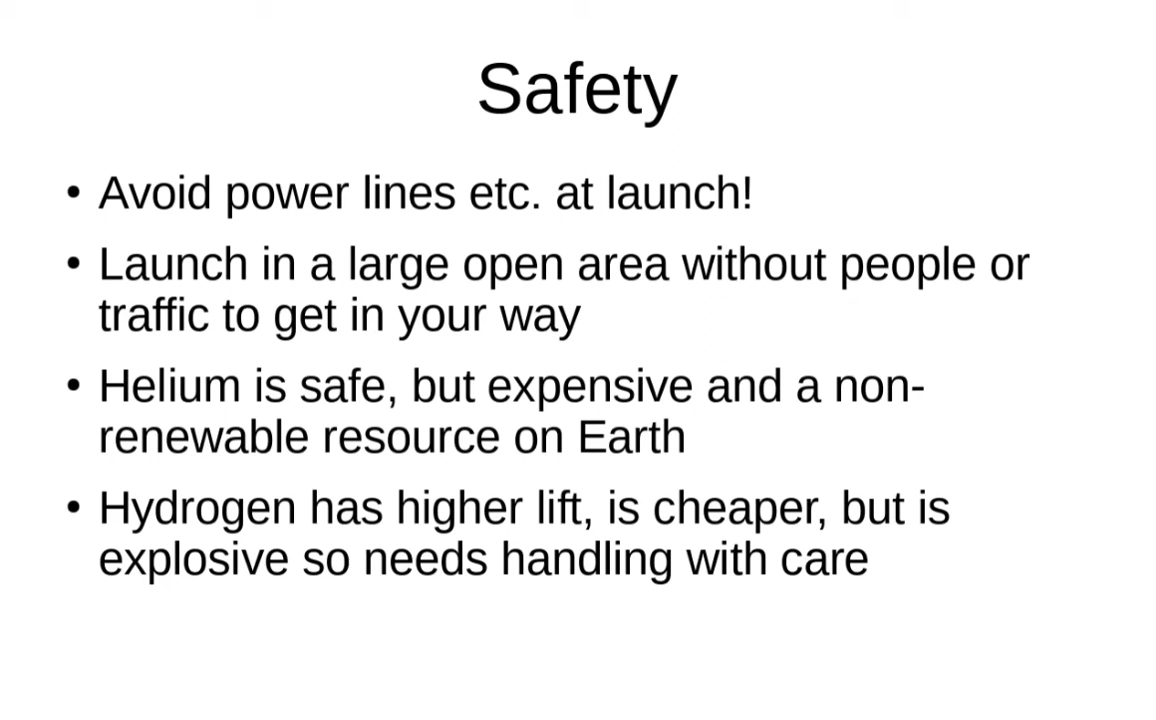 Safety
• Avoid power lines etc. at launch!
• Launch in a large open area without people or
traffic to get in your way
• Helium is safe, but expensive and a non-
renewable resource on Earth
• Hydrogen has higher lift, is cheaper, but is
explosive so needs handling with care